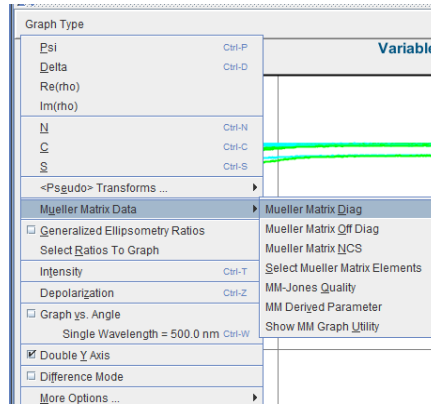 Graph Type
Variable
Psi Ctrl-P
Delta Ctrl-D
Re(rho)
Im(rho)
N Ctrl-N
C Ctrl-C
S Ctrl-S
<Pseudo> Transforms ...
Mueller Matrix Data
Generalized Ellipsometry Ratios
Select Ratios To Graph
Intensity Ctrl-T
Depolarization Ctrl-Z
Graph vs. Angle
Single Wavelength = 500.0 nm Ctrl-W
Double Y Axis
Difference Mode
More Options ...
Mueller Matrix Diag
Mueller Matrix Off Diag
Mueller Matrix NCS
Select Mueller Matrix Elements
MM-Jones Quality
MM Derived Parameter
Show MM Graph Utility